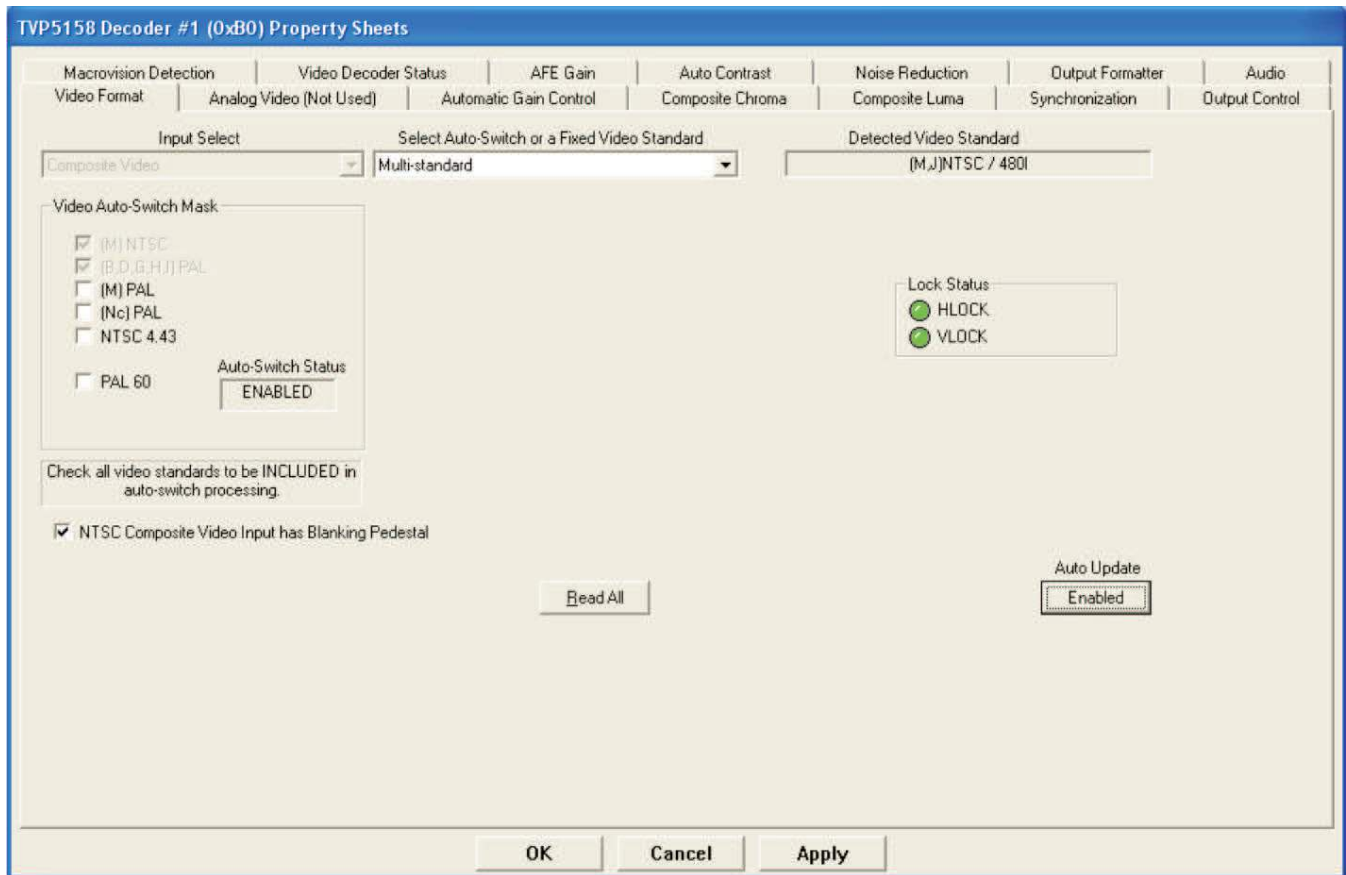 TVP5158 Decoder #1 (0xB0) Property Sheets
Macrovision Detection
Video Decoder Status
AFE Gain
Auto Contrast
Noise Reduction
Output Formatter
Audio
Video Format
Analog Video (Not Used)
Automatic Gain Control
Composite Chroma
Composite Luma
Synchronization
Output Control
Input Select
Select Auto-Switch or a Fixed Video Standard
Detected Video Standard
Composite Video
Multi-standard
(M,J)NTSC / 480I
Video Auto-Switch Mask
(M) NTSC
(B,D,G,H,I) PAL
(M) PAL
(Nc) PAL
NTSC 4.43
PAL 60
Auto-Switch Status
ENABLED
Lock Status
HLOCK
VLOCK
Check all video standards to be INCLUDED in
auto-switch processing.
NTSC Composite Video Input has Blanking Pedestal
Read All
Auto Update
Enabled
OK
Cancel
Apply